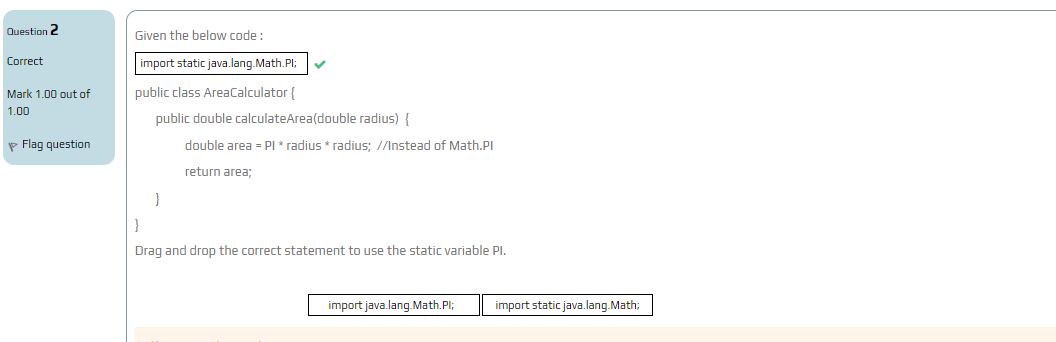 Question 2
Correct
Mark 1.00 out of
1.00
Flag question
Given the below code :
import static java.lang.Math.PI;
public class AreaCalculator {
public double calculateArea(double radius) {
double area = PI * radius * radius; //Instead of Math.PI
return area;
}
}
Drag and drop the correct statement to use the static variable PI.
import java.lang.Math.PI; import static java.lang.Math;